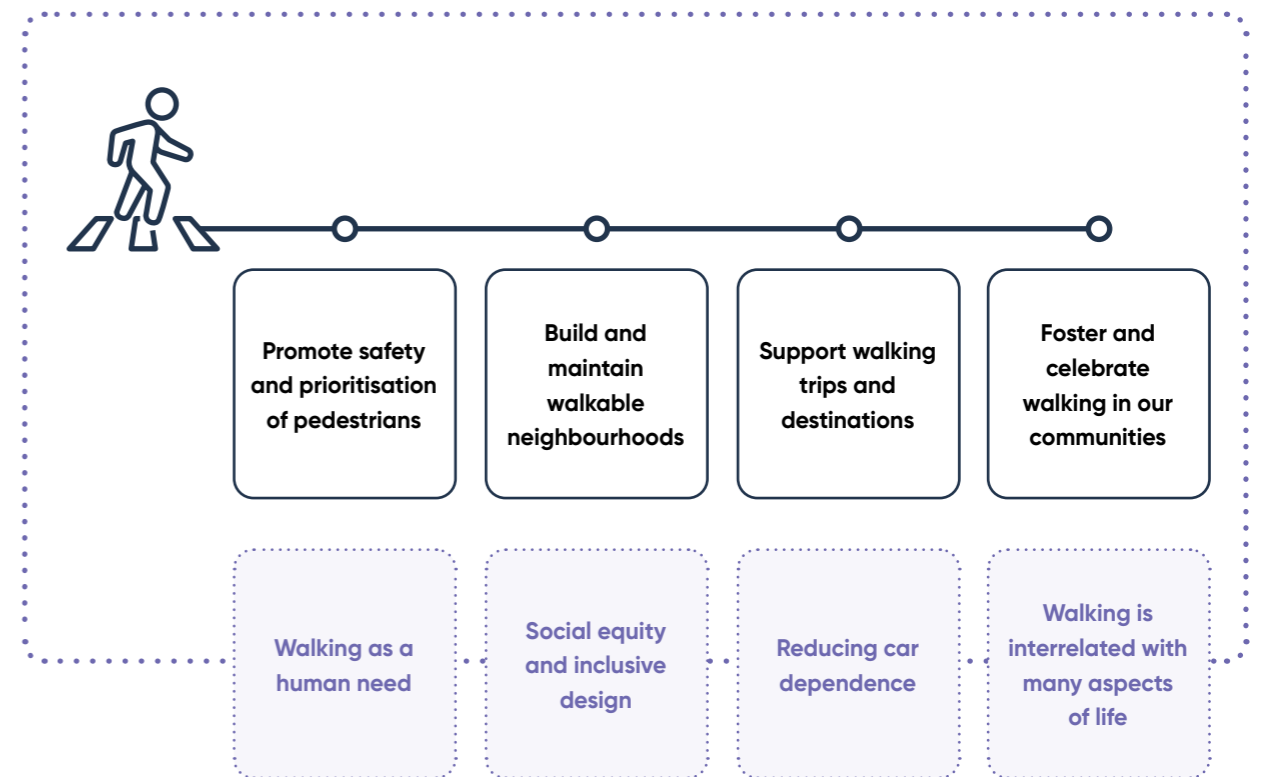 Promote safety
and prioritisation
of pedestrians
Build and
maintain
walkable
neighbourhoods
Support walking
trips and
destinations
Foster and
celebrate
walking in our
communities
Walking as a
human need
Social equity
and inclusive
design
Reducing car
dependence
Walking is
interrelated with
many aspects
of life